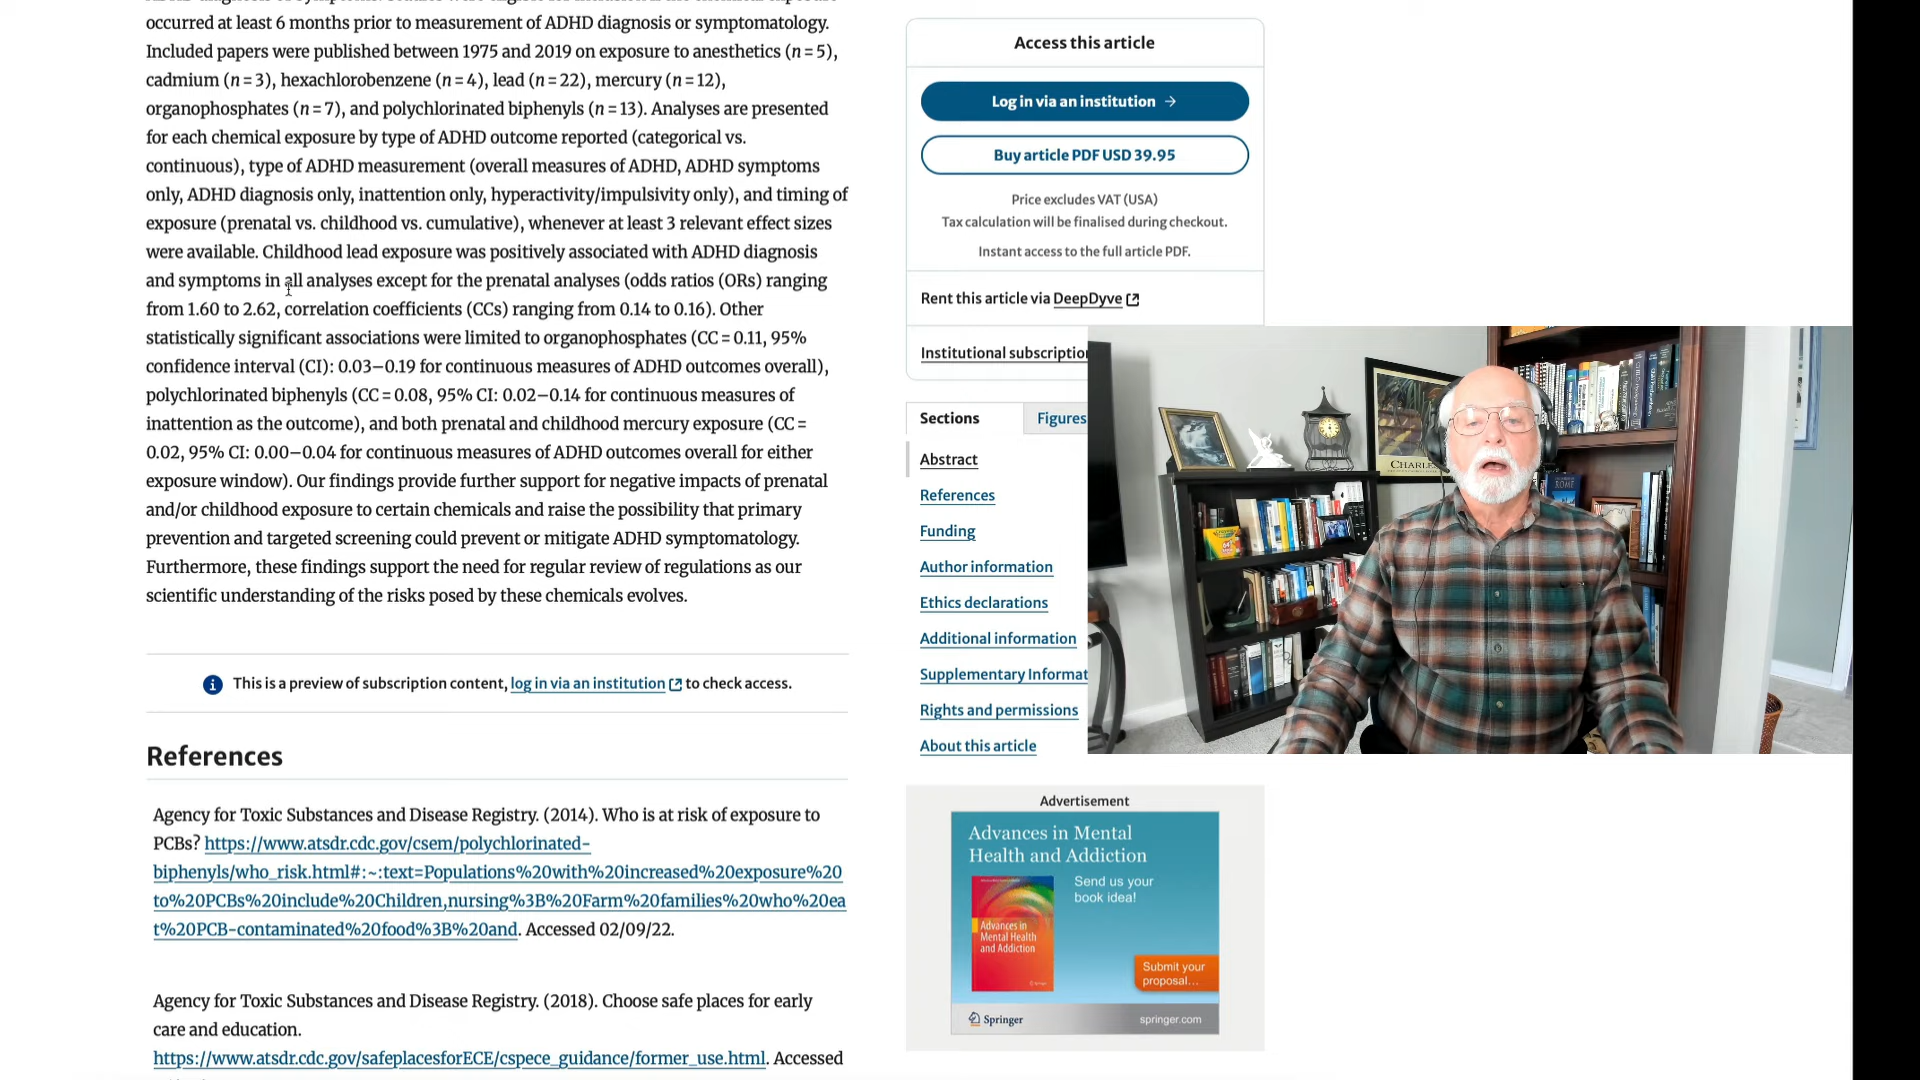 occurred at least 6 months prior to measurement of ADHD diagnosis or symptomatology.
Included papers were published between 1975 and 2019 on exposure to anesthetics (n = 5),
cadmium (n = 3), hexachlorobenzene (n = 4), lead (n = 22), mercury (n = 12),
organophosphates (n = 7), and polychlorinated biphenyls (n = 13). Analyses are presented
for each chemical exposure by type of ADHD outcome reported (categorical vs.
continuous), type of ADHD measurement (overall measures of ADHD, ADHD symptoms
only, ADHD diagnosis only, inattention only, hyperactivity/impulsivity only), and timing of
exposure (prenatal vs. childhood vs. cumulative), whenever at least 3 relevant effect sizes
were available. Childhood lead exposure was positively associated with ADHD diagnosis
and symptoms in all analyses except for the prenatal analyses (odds ratios (ORs) ranging
from 1.60 to 2.62, correlation coefficients (CCs) ranging from 0.14 to 0.16). Other
statistically significant associations were limited to organophosphates (CC = 0.11, 95%
confidence interval (CI): 0.03–0.19 for continuous measures of ADHD outcomes overall),
polychlorinated biphenyls (CC = 0.08, 95% CI: 0.02–0.14 for continuous measures of
inattention as the outcome), and both prenatal and childhood mercury exposure (CC =
0.02, 95% CI: 0.00–0.04 for continuous measures of ADHD outcomes overall for either
exposure window). Our findings provide further support for negative impacts of prenatal
and/or childhood exposure to certain chemicals and raise the possibility that primary
prevention and targeted screening could prevent or mitigate ADHD symptomatology.
Furthermore, these findings support the need for regular review of regulations as our
scientific understanding of the risks posed by these chemicals evolves.
This is a preview of subscription content, log in via an institution to check access.
References
Agency for Toxic Substances and Disease Registry. (2014). Who is at risk of exposure to
PCBs? https://www.atsdr.cdc.gov/csem/polychlorinated-
biphenyls/who_risk.html#:~:text=Populations%20with%20increased%20exposure%20
to%20PCBs%20include%20Children,nursing%3B%20Farm%20families%20who%20ea
t%20PCB-contaminated%20food%3B%20and. Accessed 02/09/22.
Agency for Toxic Substances and Disease Registry. (2018). Choose safe places for early
care and education.
https://www.atsdr.cdc.gov/safeplacesforECE/cspece_guidance/former_use.html. Accessed
Access this article
Log in via an institution →
Buy article PDF USD 39.95
Price excludes VAT (USA)
Tax calculation will be finalised during checkout.
Instant access to the full article PDF.
Rent this article via DeepDyve
Institutional subscriptio
Sections Figures
Abstract
References
Funding
Author information
Ethics declarations
Additional information
Supplementary Informat
Rights and permissions
About this article
CHARLE
ROME
Advertisement
Advances in Mental
Health and Addiction
Send us your
book idea!
Advances in
Mental Health
and Addiction
Submit your
proposal...
Springer springer.com